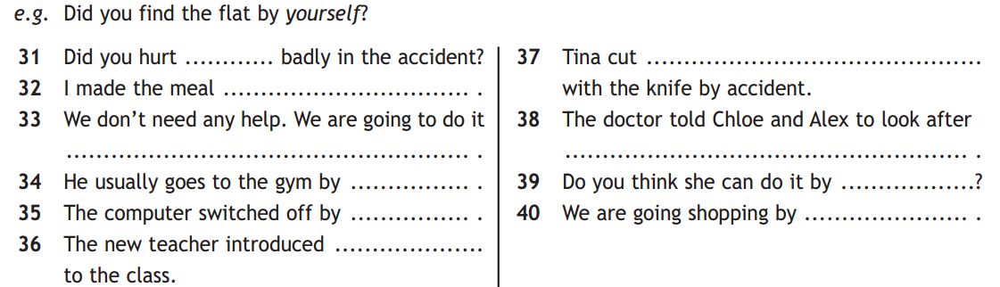 e.g. Did you find the flat by yourself?
31 Did you hurt ............ badly in the accident?
32 I made the meal ................................. .
33 We don't need any help. We are going to do it
...................................................... .
34 He usually goes to the gym by ................ .
35 The computer switched off by ................ .
36 The new teacher introduced ....................
to the class.
37 Tina cut .............................................
with the knife by accident.
38 The doctor told Chloe and Alex to look after
...................................................... .
39 Do you think she can do it by ..................?
40 We are going shopping by ...................... .